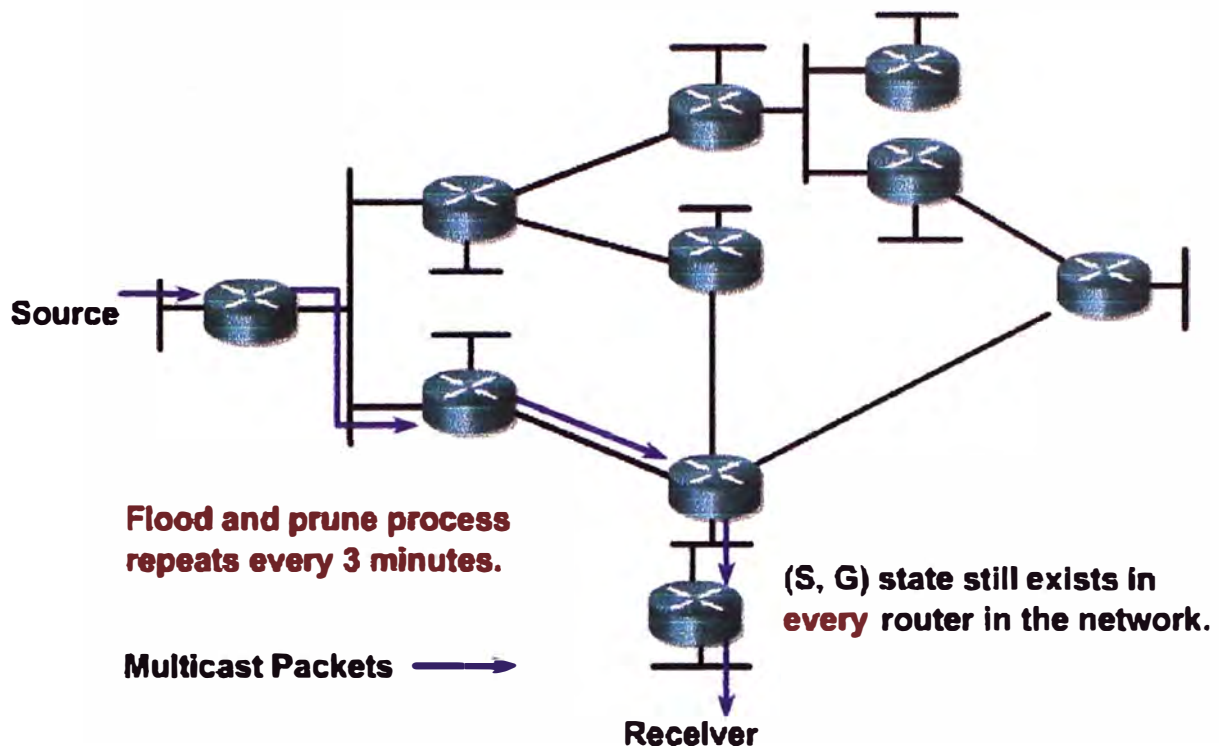 Source
Flood and prune process
repeats every 3 minutes.
(S, G) state still exists in
every router in the network.
Multicast Packets
Receiver